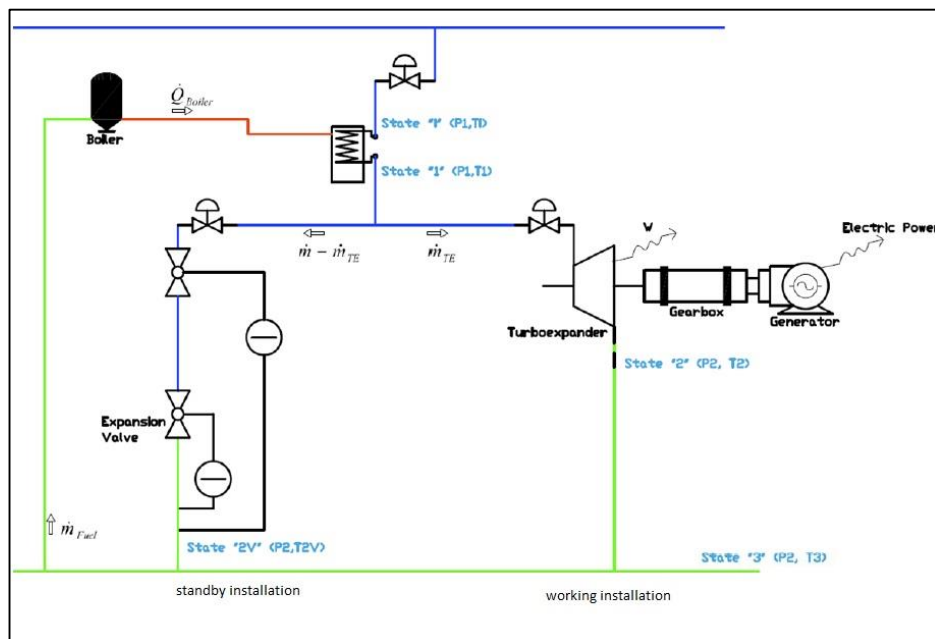 Q̇Boiler
Boiler
State "I" (P1,TI)
State "1" (P1,T1)
ṁ − ṁTE
ṁTE
W
Electric Power
Gearbox
Generator
Turboexpander
State "2" (P2, T2)
Expansion
Valve
ṁFuel
State "2V" (P2,T2V)
State "3" (P2, T3)
standby installation
working installation